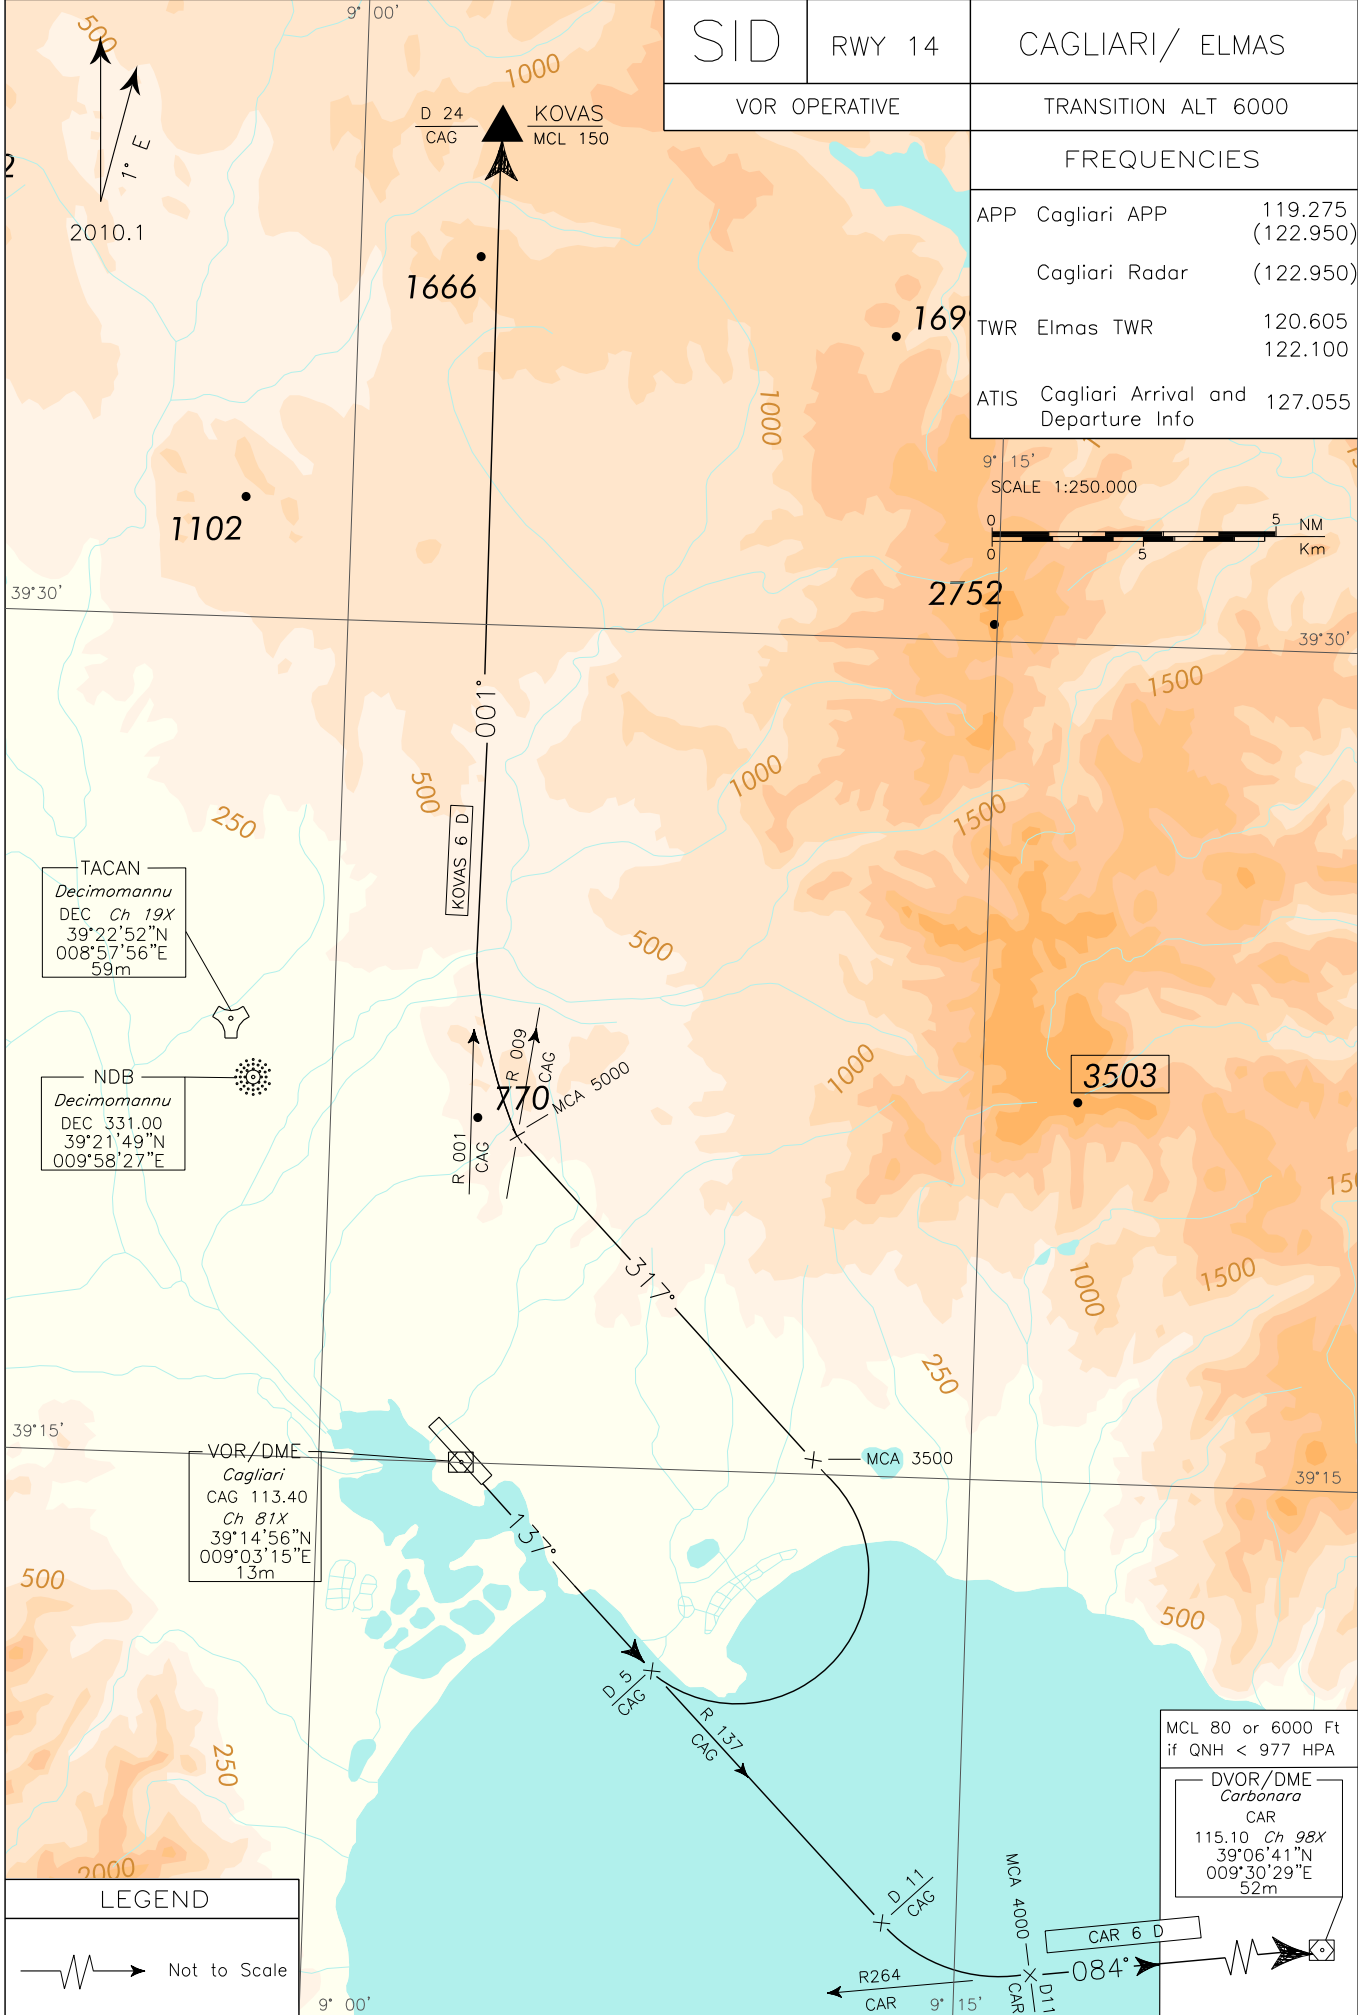 SID
RWY 14
CAGLIARI/ ELMAS
VOR OPERATIVE
TRANSITION ALT 6000
FREQUENCIES
APP Cagliari APP 119.275
(122.950)
Cagliari Radar (122.950)
TWR Elmas TWR 120.605
122.100
ATIS Cagliari Arrival and 127.055
Departure Info
9° 00'
500
1000
1° E
2010.1
2
D 24
CAG
KOVAS
MCL 150
1666
169
1000
1102
9° 15'
SCALE 1:250.000
0 5 NM
0 5 Km
2752
39°30'
39°30'
1500
001°
500
1000
1500
250
KOVAS 6 D
TACAN
Decimomannu
DEC Ch 19X
39°22'52"N
008°57'56"E
59m
500
NDB
Decimomannu
DEC 331.00
39°21'49"N
009°58'27"E
R 009
CAG
MCA 5000
770
R 001
CAG
1000
3503
150
317°
1000
1500
250
39°15'
MCA 3500
39°15
VOR/DME
Cagliari
CAG 113.40
Ch 81X
39°14'56"N
009°03'15"E
13m
137°
500
500
D 5
CAG
R 137
CAG
250
2000
MCL 80 or 6000 Ft
if QNH < 977 HPA
DVOR/DME
Carbonara
CAR
115.10 Ch 98X
39°06'41"N
009°30'29"E
52m
LEGEND
Not to Scale
D 11
CAG
MCA 4000
CAR 6 D
084°
R264
CAR
D11
CAR
9° 00'
9° 15'